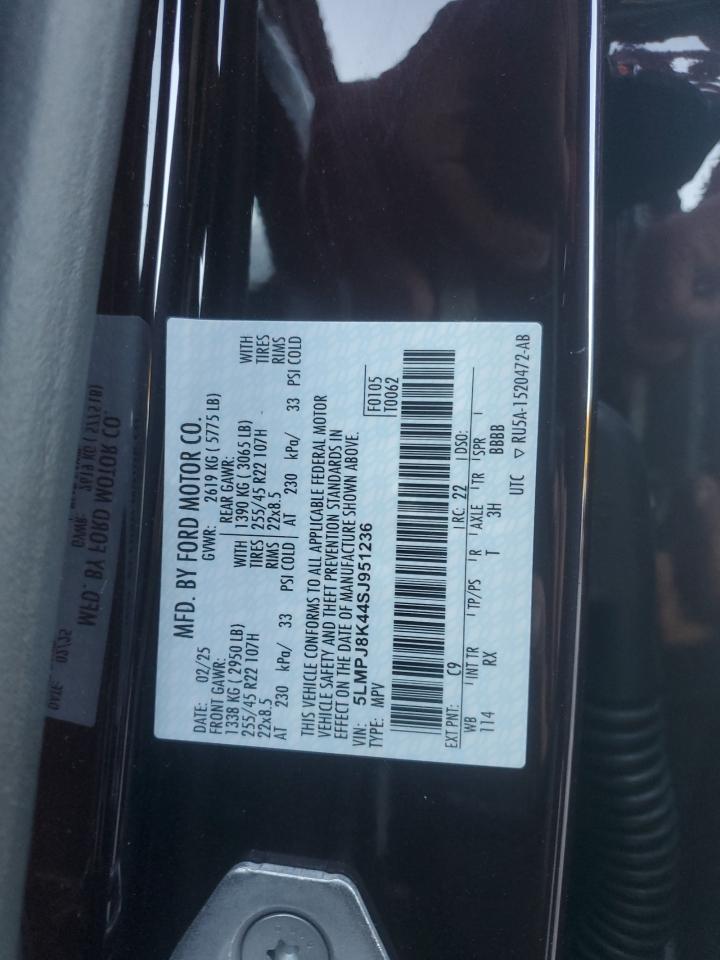 MFD. BY FORD MOTOR CO.
DATE: 02/25 GVWR: 2619 KG ( 5775 LB)
FRONT GAWR: REAR GAWR:
1338 KG ( 2950 LB) WITH 1390 KG ( 3065 LB) WITH
255/45 R22 107H TIRES 255/45 R22 107H TIRES
22x8.5 RIMS 22x8.5 RIMS
AT 230 kPa/ 33 PSI COLD AT 230 kPa/ 33 PSI COLD
THIS VEHICLE CONFORMS TO ALL APPLICABLE FEDERAL MOTOR
VEHICLE SAFETY AND THEFT PREVENTION STANDARDS IN
EFFECT ON THE DATE OF MANUFACTURE SHOWN ABOVE.
VIN: 5LMPJ8K44SJ951236 F0105
TYPE: MPV T0062
EXT PNT: C9 RC: 22 DSO:
WB INT TR TP/PS R AXLE TR SPR
114 RX T 3H BBBB
UTC ▽ RU5A-1520472-AB